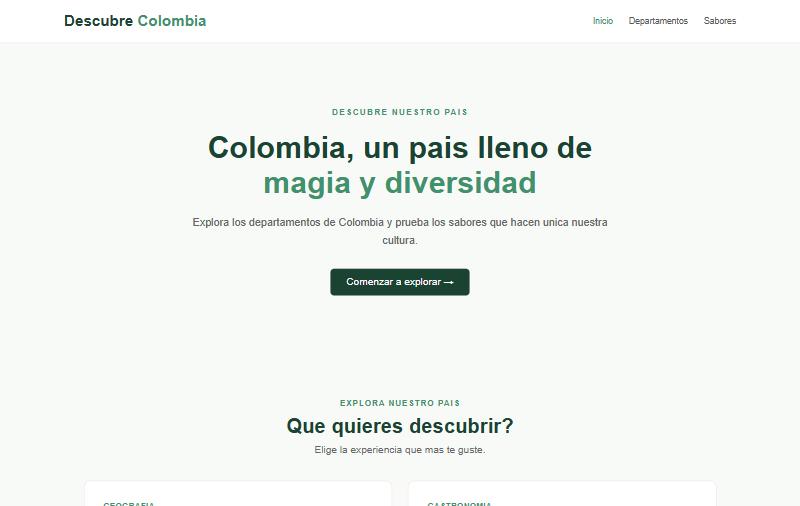 Descubre Colombia
Inicio Departamentos Sabores
DESCUBRE NUESTRO PAIS
Colombia, un pais lleno de
magia y diversidad
Explora los departamentos de Colombia y prueba los sabores que hacen unica nuestra
cultura.
Comenzar a explorar →
EXPLORA NUESTRO PAIS
Que quieres descubrir?
Elige la experiencia que mas te guste.
GEOGRAFIA
GASTRONOMIA